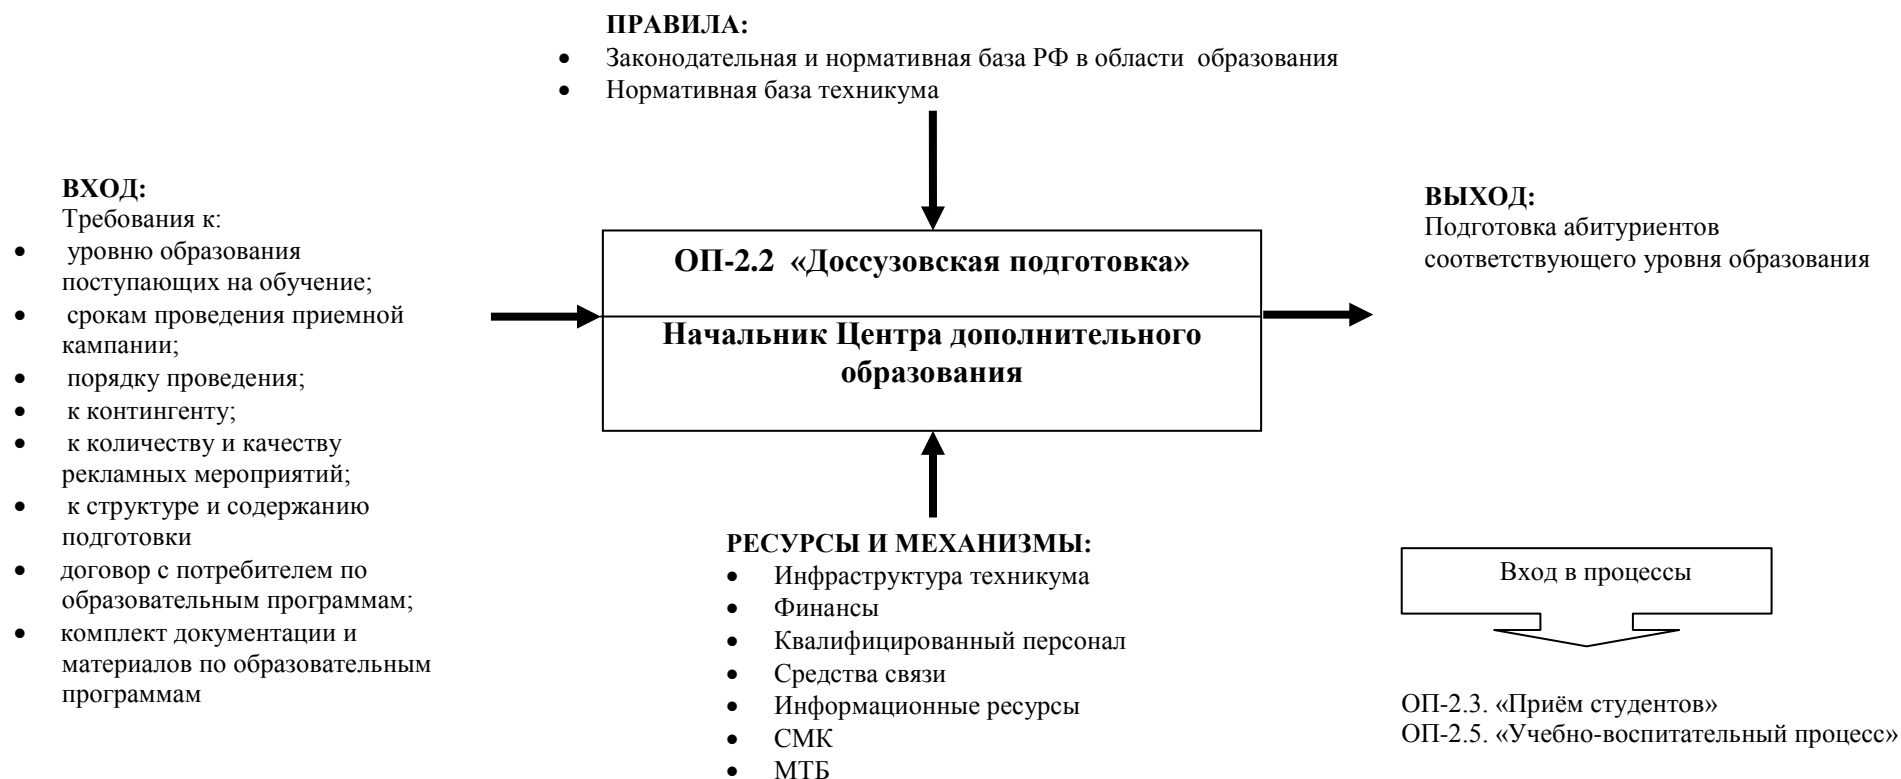 ПРАВИЛА:
• Законодательная и нормативная база РФ в области образования
• Нормативная база техникума
ВХОД:
Требования к:
• уровню образования
поступающих на обучение;
• срокам проведения приемной
кампании;
• порядку проведения;
• к контингенту;
• к количеству и качеству
рекламных мероприятий;
• к структуре и содержанию
подготовки
• договор с потребителем по
образовательным программам;
• комплект документации и
материалов по образовательным
программам
ОП-2.2 «Доссузовская подготовка»
Начальник Центра дополнительного
образования
РЕСУРСЫ И МЕХАНИЗМЫ:
• Инфраструктура техникума
• Финансы
• Квалифицированный персонал
• Средства связи
• Информационные ресурсы
• СМК
• МТБ
ВЫХОД:
Подготовка абитуриентов
соответствующего уровня образования
Вход в процессы
ОП-2.3. «Приём студентов»
ОП-2.5. «Учебно-воспитательный процесс»